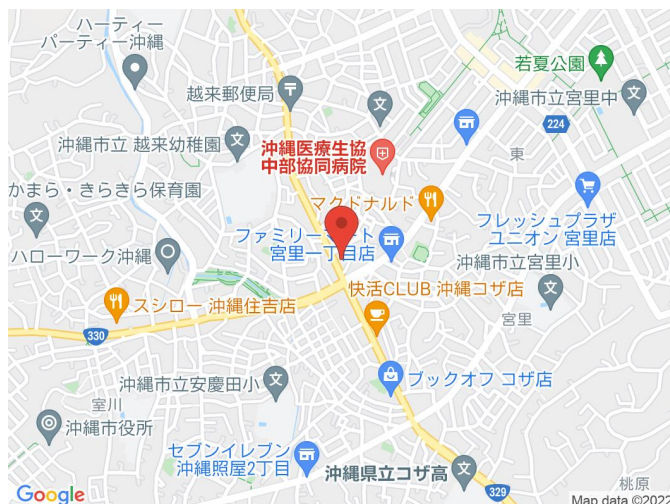 ハーティー
パーティー沖縄
若夏公園
越来郵便局
沖縄市立宮里中
224
沖縄市立 越来幼稚園
沖縄医療生協
中部協同病院
東
かまら・きらきら保育園
マクドナルド
フレッシュプラザ
ユニオン 宮里店
宮里一丁目店
ハローワーク沖縄
沖縄市立宮里小
快活CLUB 沖縄コザ店
スシロー 沖縄住吉店
宮里
330
沖縄市立安慶田小
ブックオフ コザ店
室川
沖縄市役所
セブンイレブン
沖縄照屋2丁目
沖縄県立コザ高
329
桃原
Google
Map data ©2022